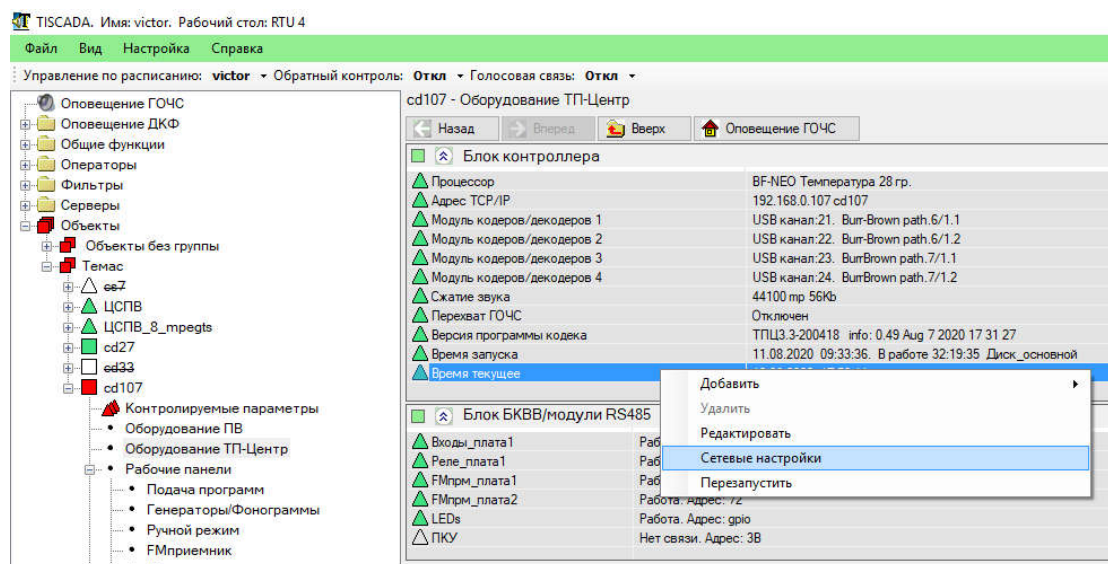 TISCADA. Имя: victor. Рабочий стол: RTU 4
Файл Вид Настройка Справка
Управление по расписанию: victor Обратный контроль: Откл Голосовая связь: Откл
Оповещение ГОЧС
Оповещение ДКФ
Общие функции
Операторы
Фильтры
Серверы
Объекты
Объекты без группы
Темас
cs7
ЦСПВ
ЦСПВ_8_mpegts
cd27
cd33
cd107
Контролируемые параметры
Оборудование ПВ
Оборудование ТП-Центр
Рабочие панели
Подача программ
Генераторы/Фонограммы
Ручной режим
FMприемник
cd107 - Оборудование ТП-Центр
Назад Вперед Вверх Оповещение ГОЧС
Блок контроллера
Процессор BF-NEO Температура 28 гр.
Адрес TCP/IP 192.168.0.107 cd107
Модуль кодеров/декодеров 1 USB канал:21. Burr-Brown path.6/1.1
Модуль кодеров/декодеров 2 USB канал:22. Burr-Brown path.6/1.2
Модуль кодеров/декодеров 3 USB канал:23. BurrBrown path.7/1.1
Модуль кодеров/декодеров 4 USB канал:24. BurrBrown path.7/1.2
Сжатие звука 44100 mp 56Kb
Перехват ГОЧС Отключен
Версия программы кодека ТПЦ3.3-200418 info: 0.49 Aug 7 2020 17 31 27
Время запуска 11.08.2020 09:33:36. В работе 32:19:35 Диск_основной
Время текущее
Добавить
Удалить
Редактировать
Сетевые настройки
Перезапустить
Блок БКВВ/модули RS485
Входы_плата1 Раб
Реле_плата1 Раб
FMпрм_плата1 Раб
FMпрм_плата2 Работа. Адрес: 72
LEDs Работа. Адрес: gpio
ПКУ Нет связи. Адрес: 3B